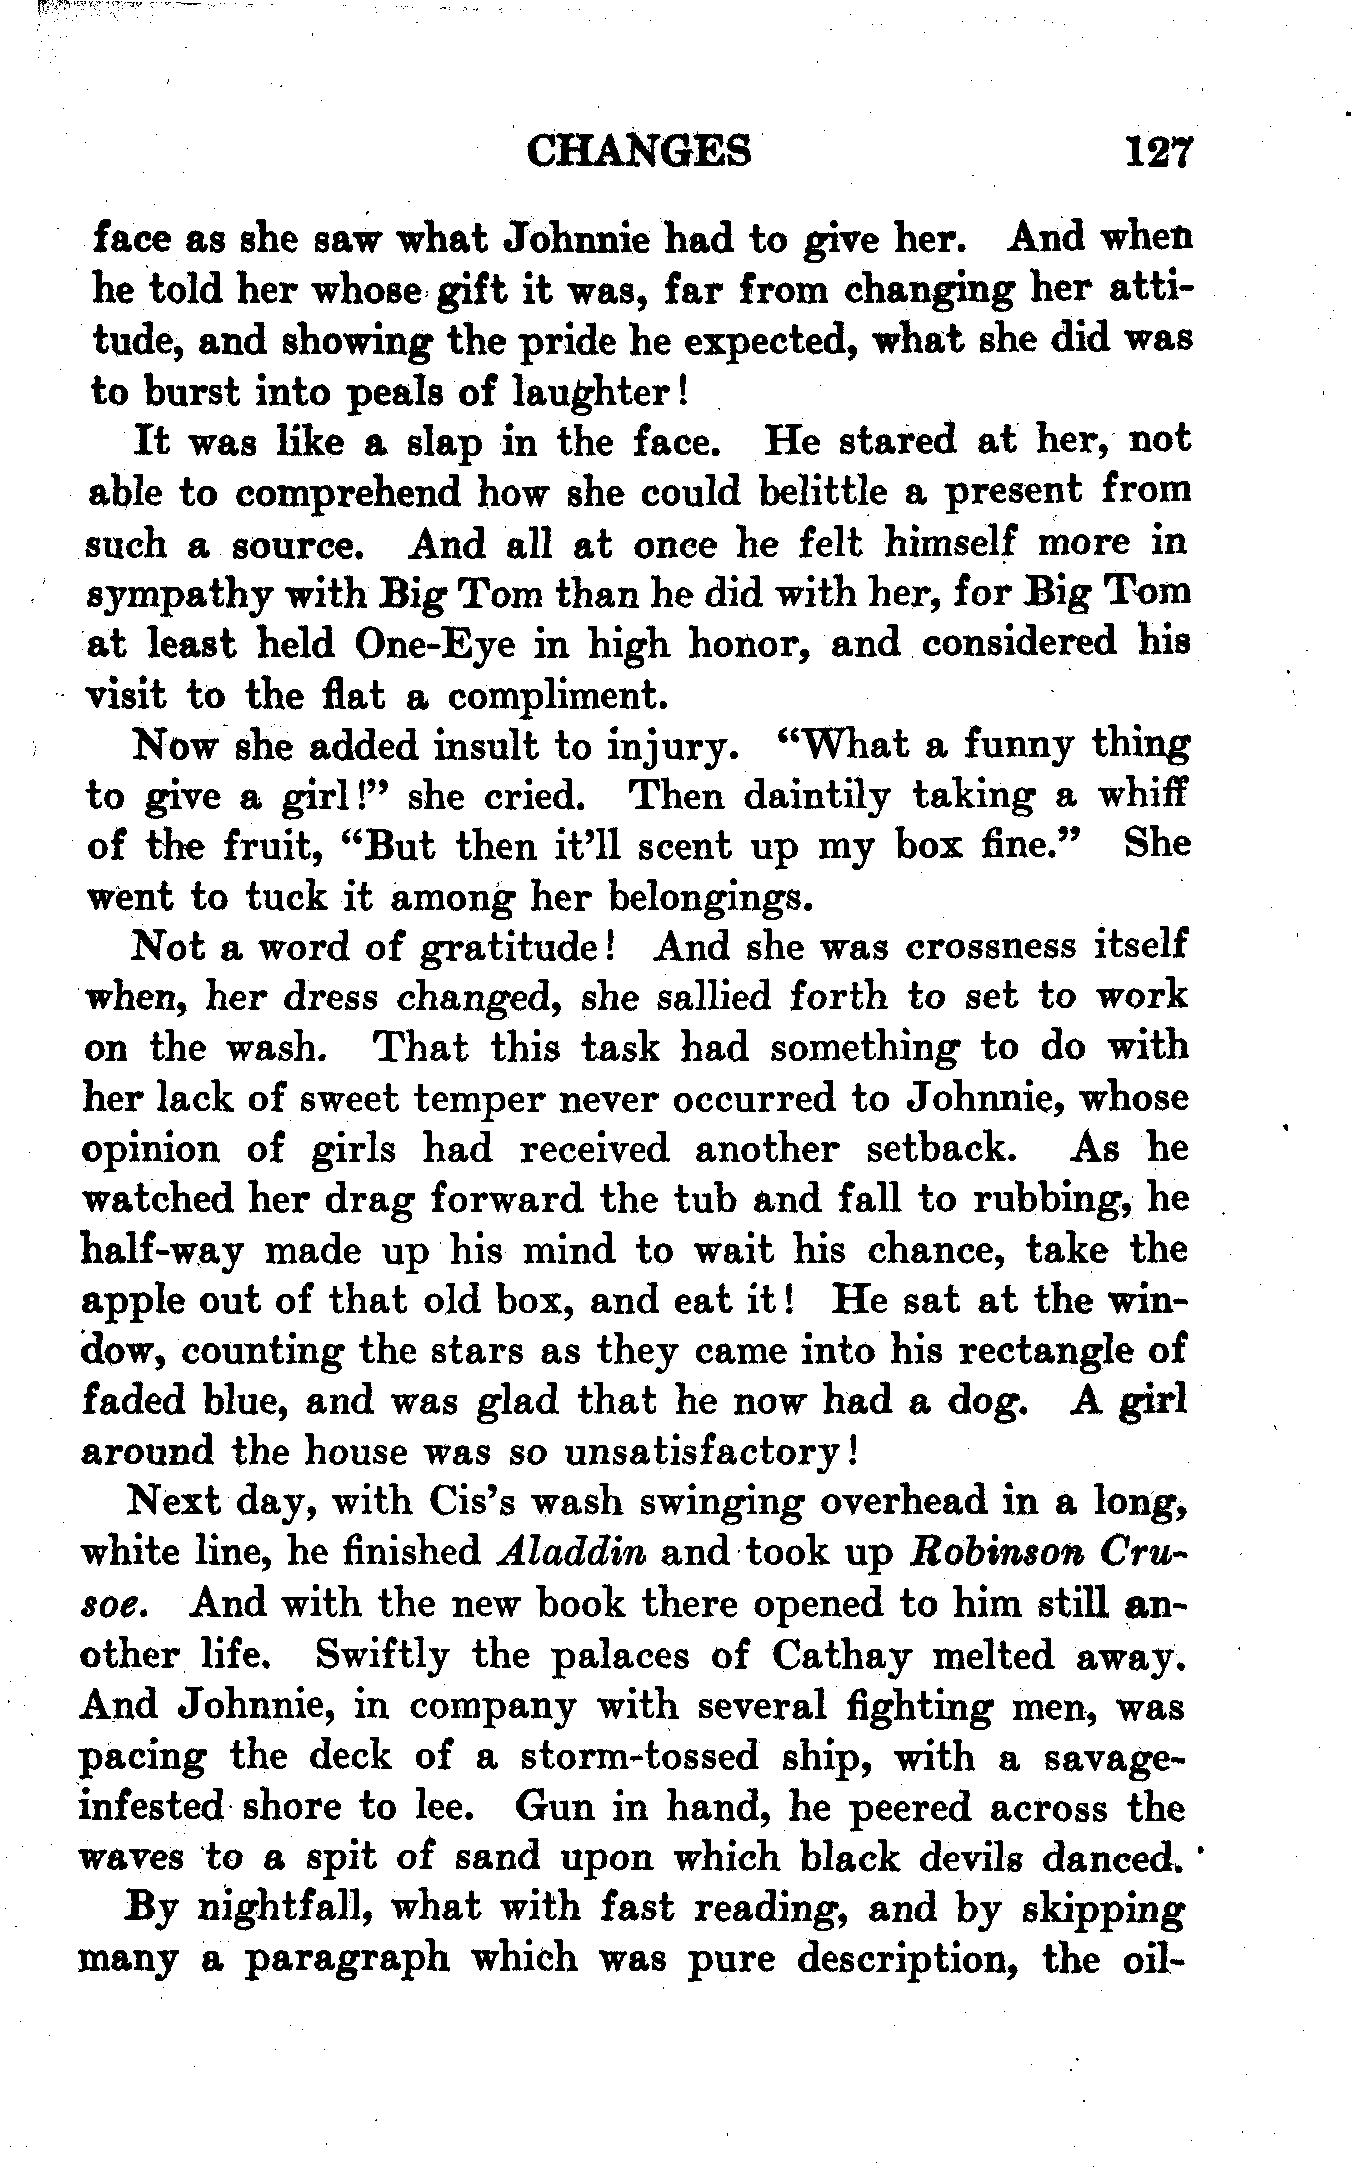 CHANGES 127
face as she saw what Johnnie had to give her. And when
he told her whose gift it was, far from changing her atti-
tude, and showing the pride he expected, what she did was
to burst into peals of laughter!
It was like a slap in the face. He stared at her, not
able to comprehend how she could belittle a present from
such a source. And all at once he felt himself more in
sympathy with Big Tom than he did with her, for Big Tom
at least held One-Eye in high honor, and considered his
visit to the flat a compliment.
Now she added insult to injury. “What a funny thing
to give a girl!” she cried. Then daintily taking a whiff
of the fruit, “But then it’ll scent up my box fine.” She
went to tuck it among her belongings.
Not a word of gratitude! And she was crossness itself
when, her dress changed, she sallied forth to set to work
on the wash. That this task had something to do with
her lack of sweet temper never occurred to Johnnie, whose
opinion of girls had received another setback. As he
watched her drag forward the tub and fall to rubbing, he
half-way made up his mind to wait his chance, take the
apple out of that old box, and eat it! He sat at the win-
dow, counting the stars as they came into his rectangle of
faded blue, and was glad that he now had a dog. A girl
around the house was so unsatisfactory!
Next day, with Cis’s wash swinging overhead in a long,
white line, he finished Aladdin and took up Robinson Cru-
soe. And with the new book there opened to him still an-
other life. Swiftly the palaces of Cathay melted away.
And Johnnie, in company with several fighting men, was
pacing the deck of a storm-tossed ship, with a savage-
infested shore to lee. Gun in hand, he peered across the
waves to a spit of sand upon which black devils danced.
By nightfall, what with fast reading, and by skipping
many a paragraph which was pure description, the oil-